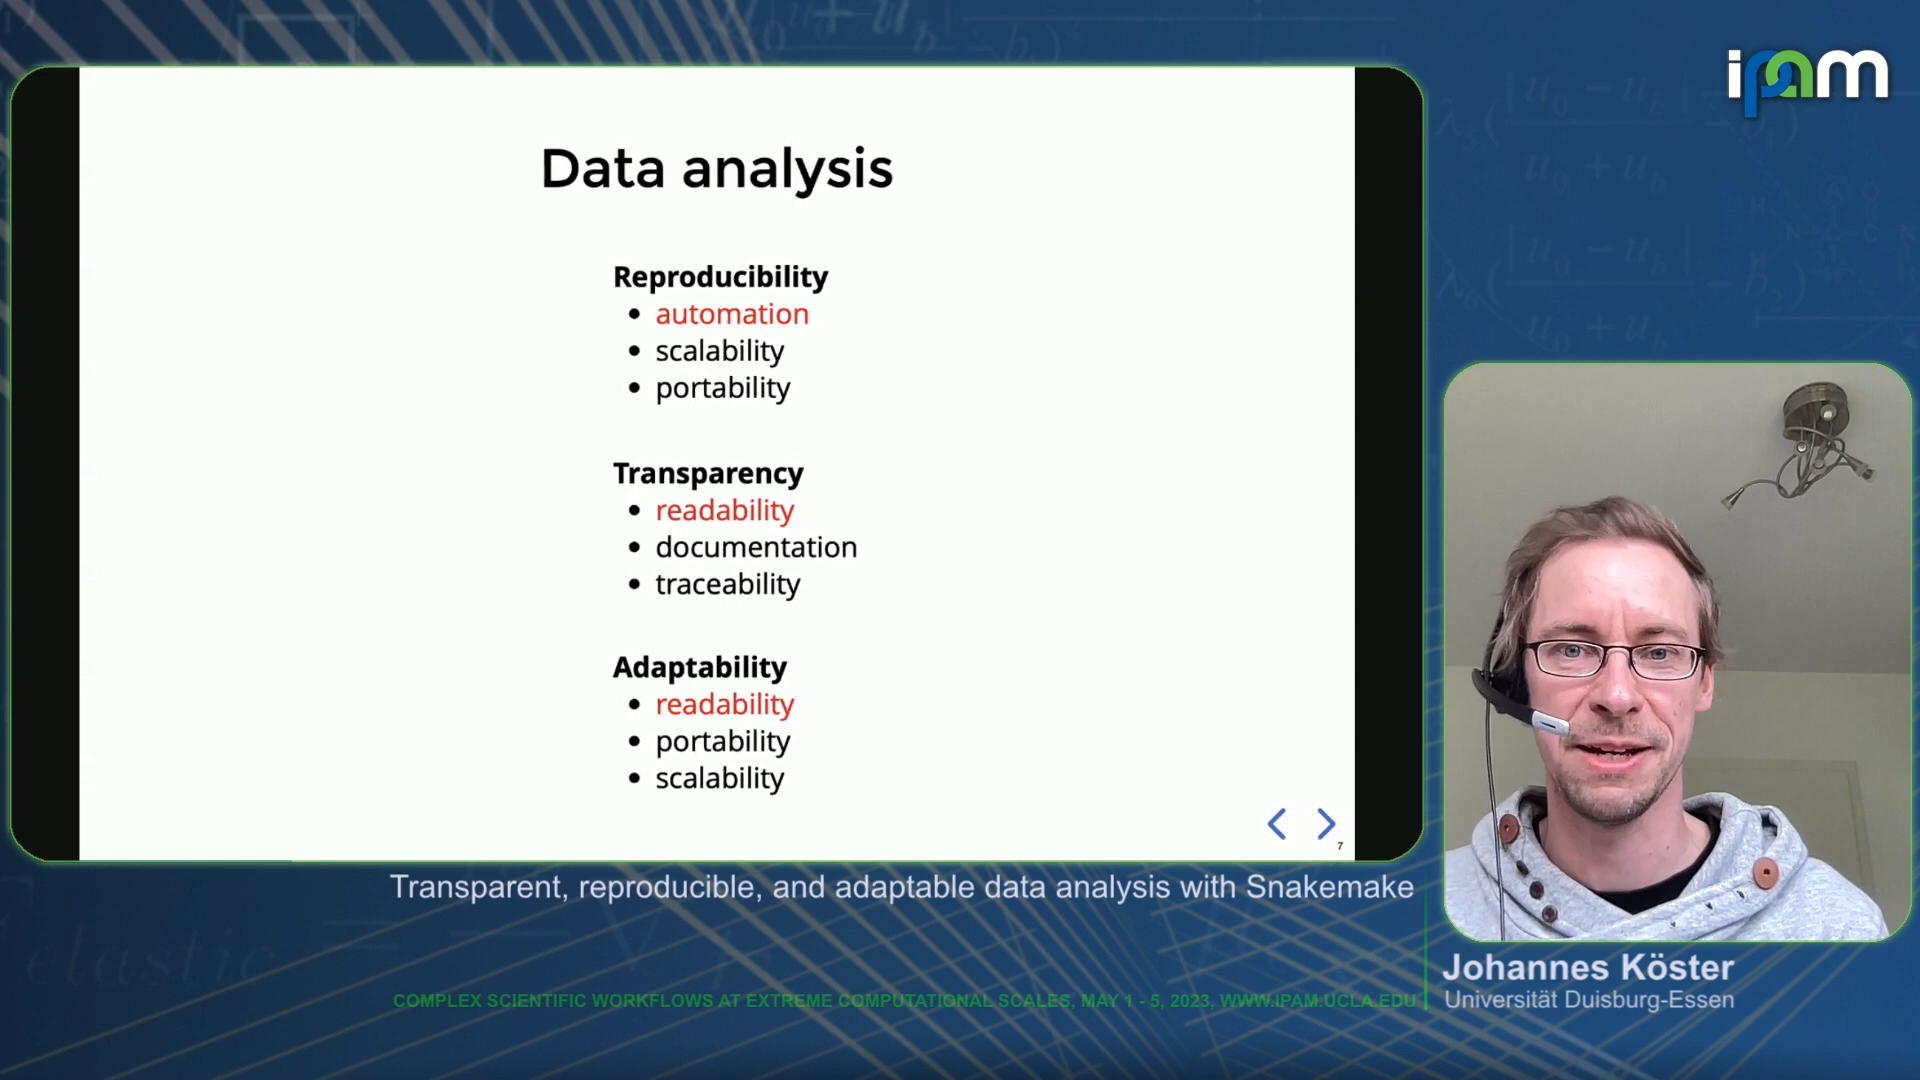 ipam
Data analysis
Reproducibility
automation
scalability
portability
Transparency
readability
documentation
traceability
Adaptability
readability
portability
scalability
7
Transparent, reproducible, and adaptable data analysis with Snakemake
elastic
COMPLEX SCIENTIFIC WORKFLOWS AT EXTREME COMPUTATIONAL SCALES, MAY 1 - 5, 2023, WWW.IPAM.UCLA.EDU
Johannes Köster
Universität Duisburg-Essen